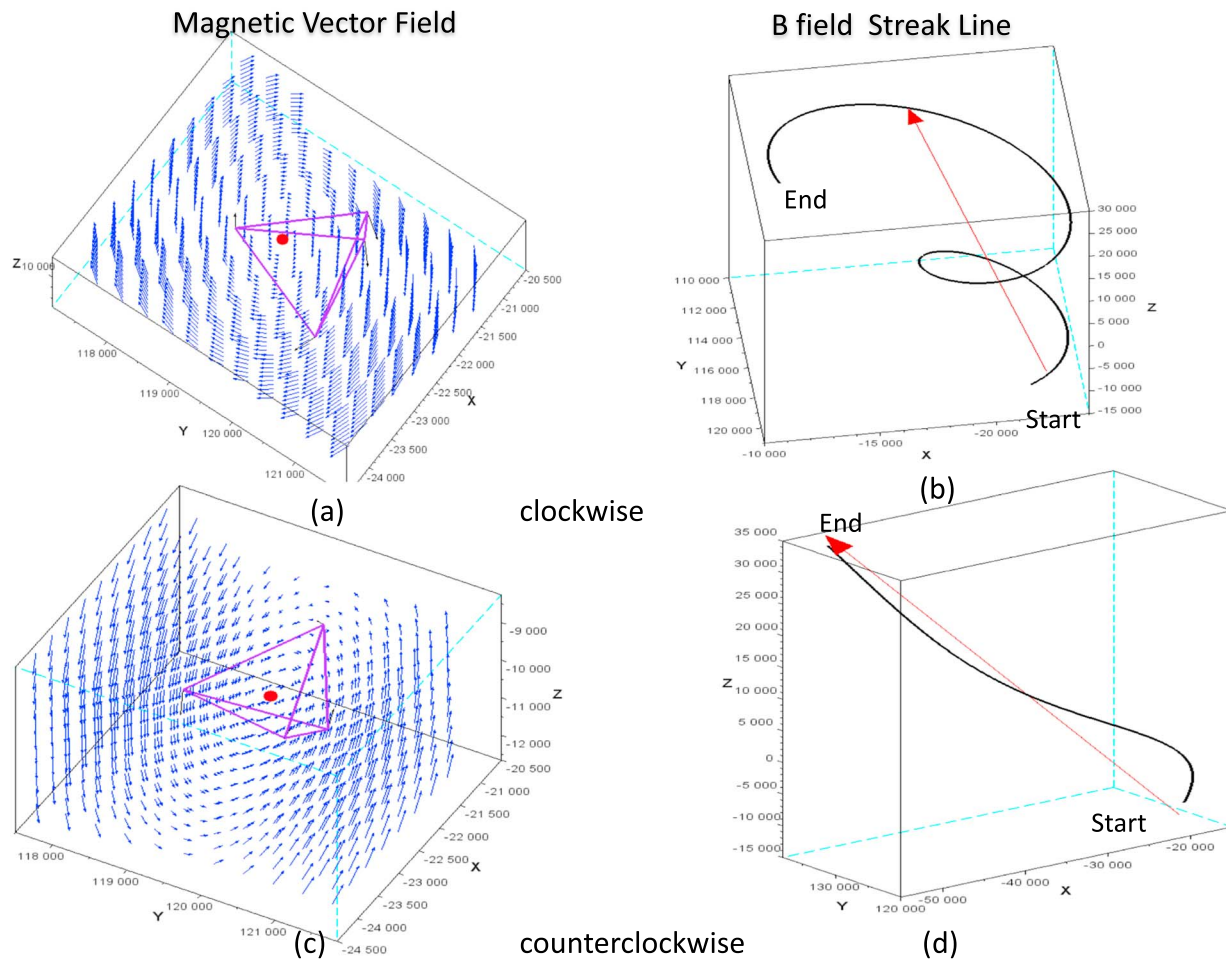 Magnetic Vector Field
B field Streak Line
Z
10 000
118 000
119 000
Y
120 000
121 000
-20 500
-21 000
-21 500
-22 000
-22 500
X
-23 000
-23 500
-24 000
End
Start
110 000
112 000
114 000
Y
116 000
118 000
120 000
-10 000
-15 000
x
-20 000
30 000
25 000
20 000
15 000
10 000
5 000
0
-5 000
-10 000
-15 000
Z
(a)
clockwise
(b)
-9 000
-10 000
-11 000
-12 000
Z
118 000
119 000
Y
120 000
121 000
-20 500
-21 500
-22 000
X
-22 500
-23 000
-24 000
-24 500
End
Start
35 000
30 000
25 000
20 000
15 000
Z
10 000
5 000
0
-5 000
-10 000
-15 000
130 000
Y
120 000
-50 000
-40 000
x
-30 000
-20 000
(c)
counterclockwise
(d)